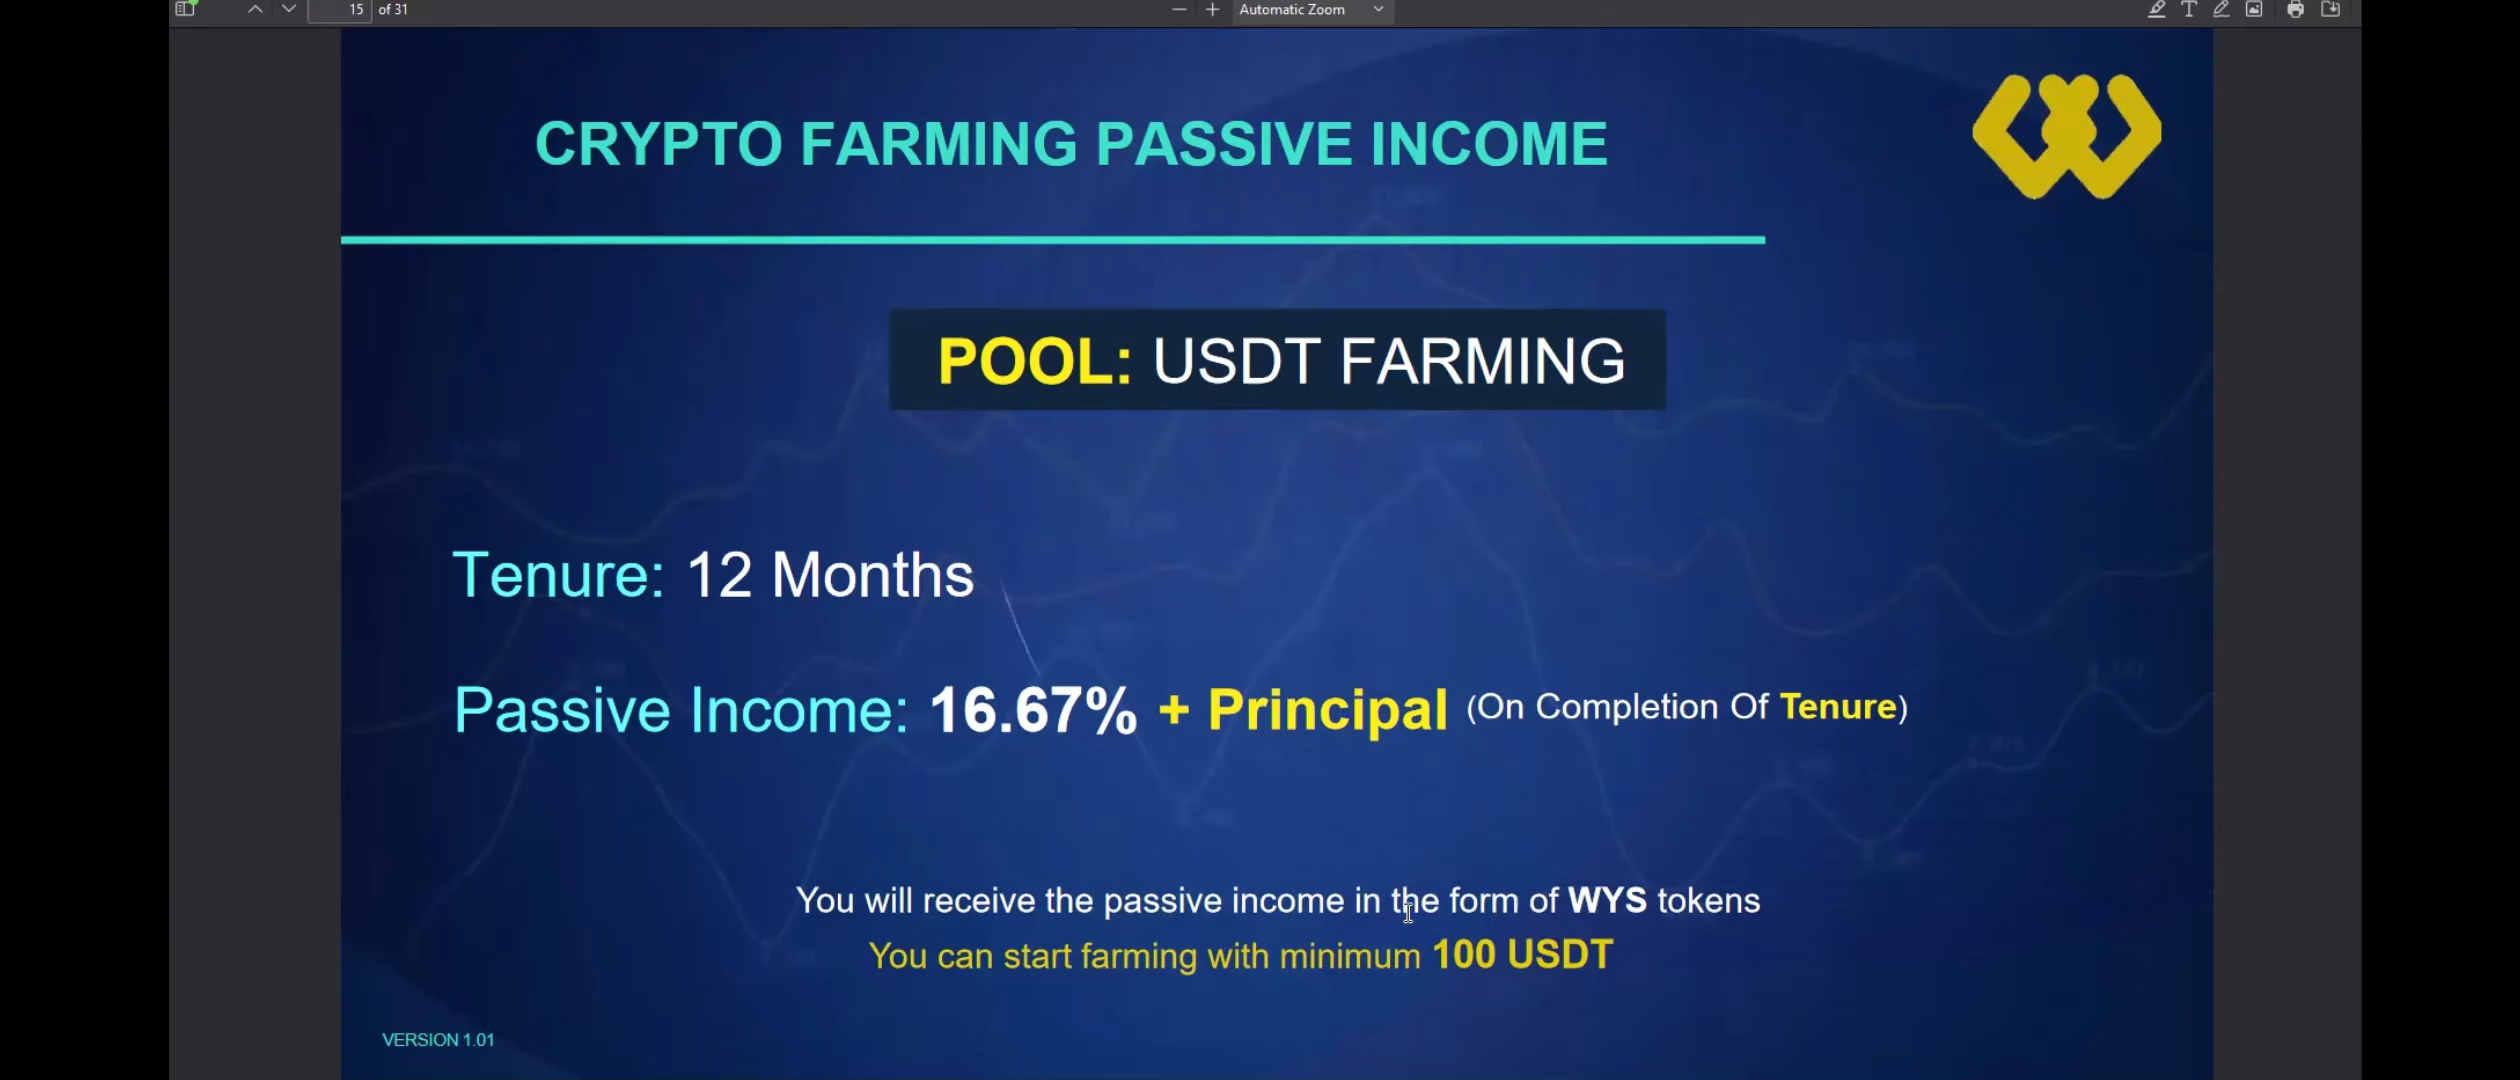 15 of 31
Automatic Zoom
CRYPTO FARMING PASSIVE INCOME
POOL: USDT FARMING
Tenure: 12 Months
Passive Income: 16.67% + Principal (On Completion Of Tenure)
You will receive the passive income in the form of WYS tokens
You can start farming with minimum 100 USDT
VERSION 1.01